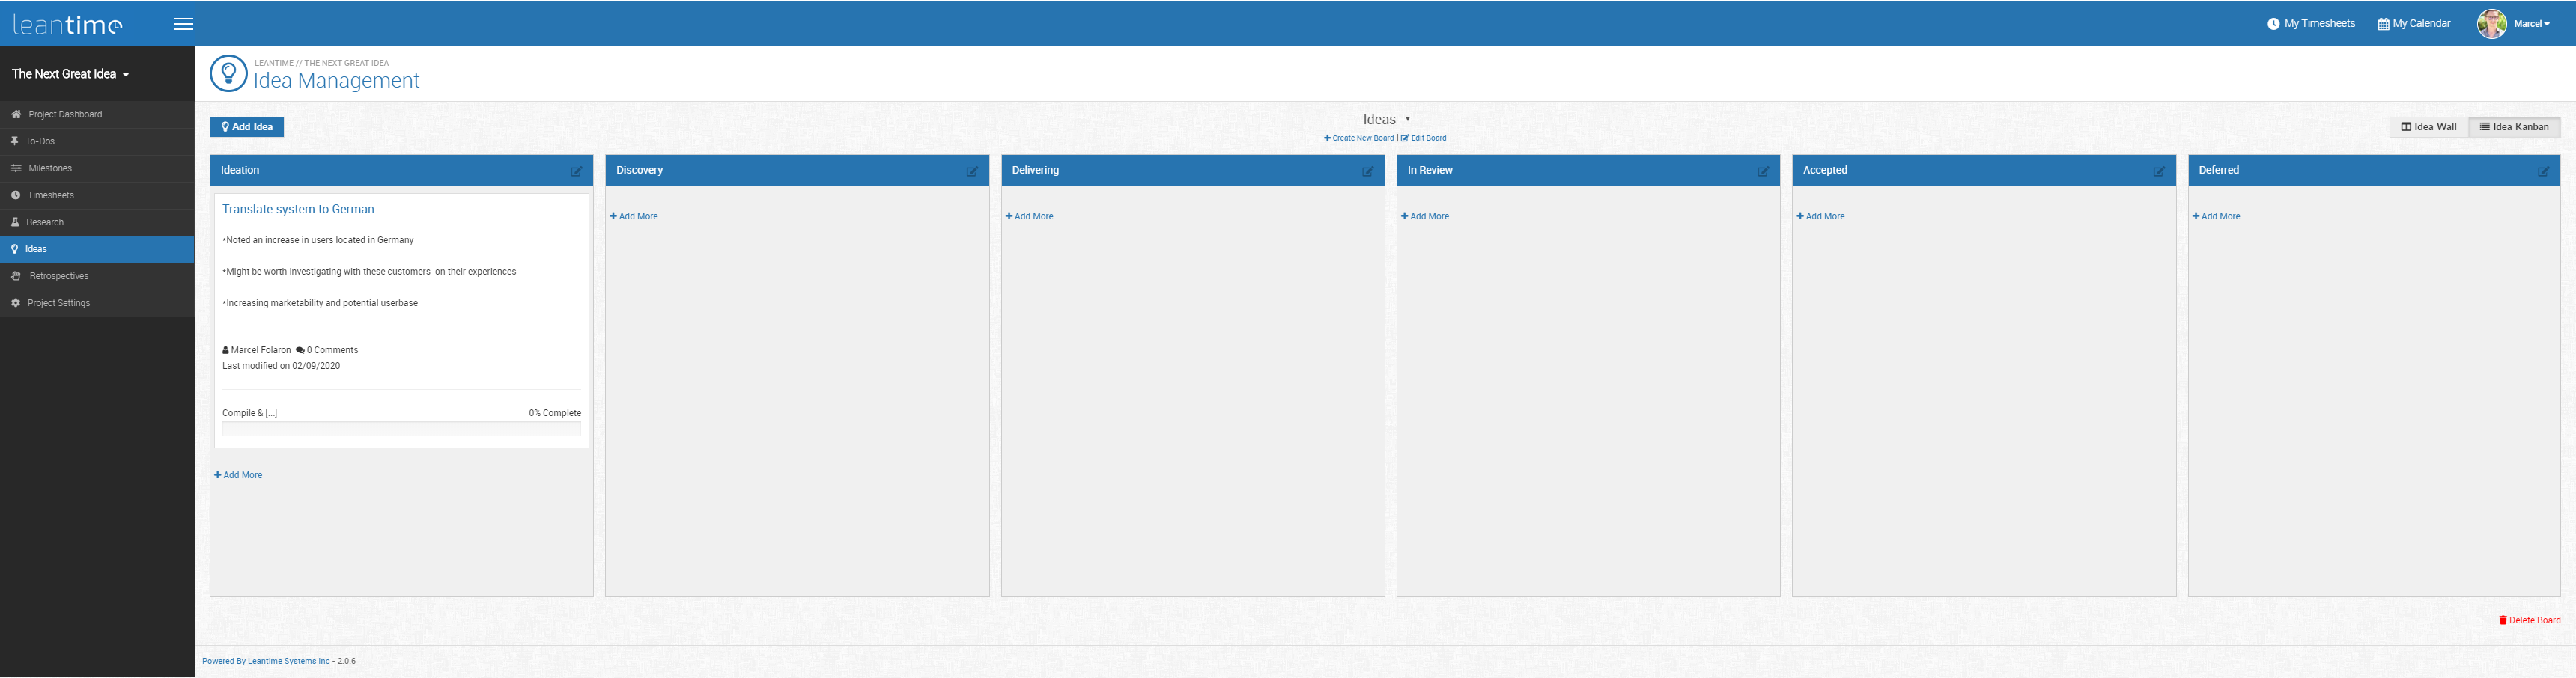 leantime
My Timesheets
My Calendar
Marcel
The Next Great Idea
Project Dashboard
To-Dos
Milestones
Timesheets
Research
Ideas
Retrospectives
Project Settings
LEANTIME // THE NEXT GREAT IDEA
Idea Management
Add Idea
Ideas
Create New Board | Edit Board
Idea Wall
Idea Kanban
Ideation
Translate system to German
*Noted an increase in users located in Germany
*Might be worth investigating with these customers on their experiences
*Increasing marketability and potential userbase
Marcel Folaron 0 Comments
Last modified on 02/09/2020
Compile & [...] 0% Complete
+ Add More
Discovery
+ Add More
Delivering
+ Add More
In Review
+ Add More
Accepted
+ Add More
Deferred
+ Add More
Delete Board
Powered By Leantime Systems Inc - 2.0.6